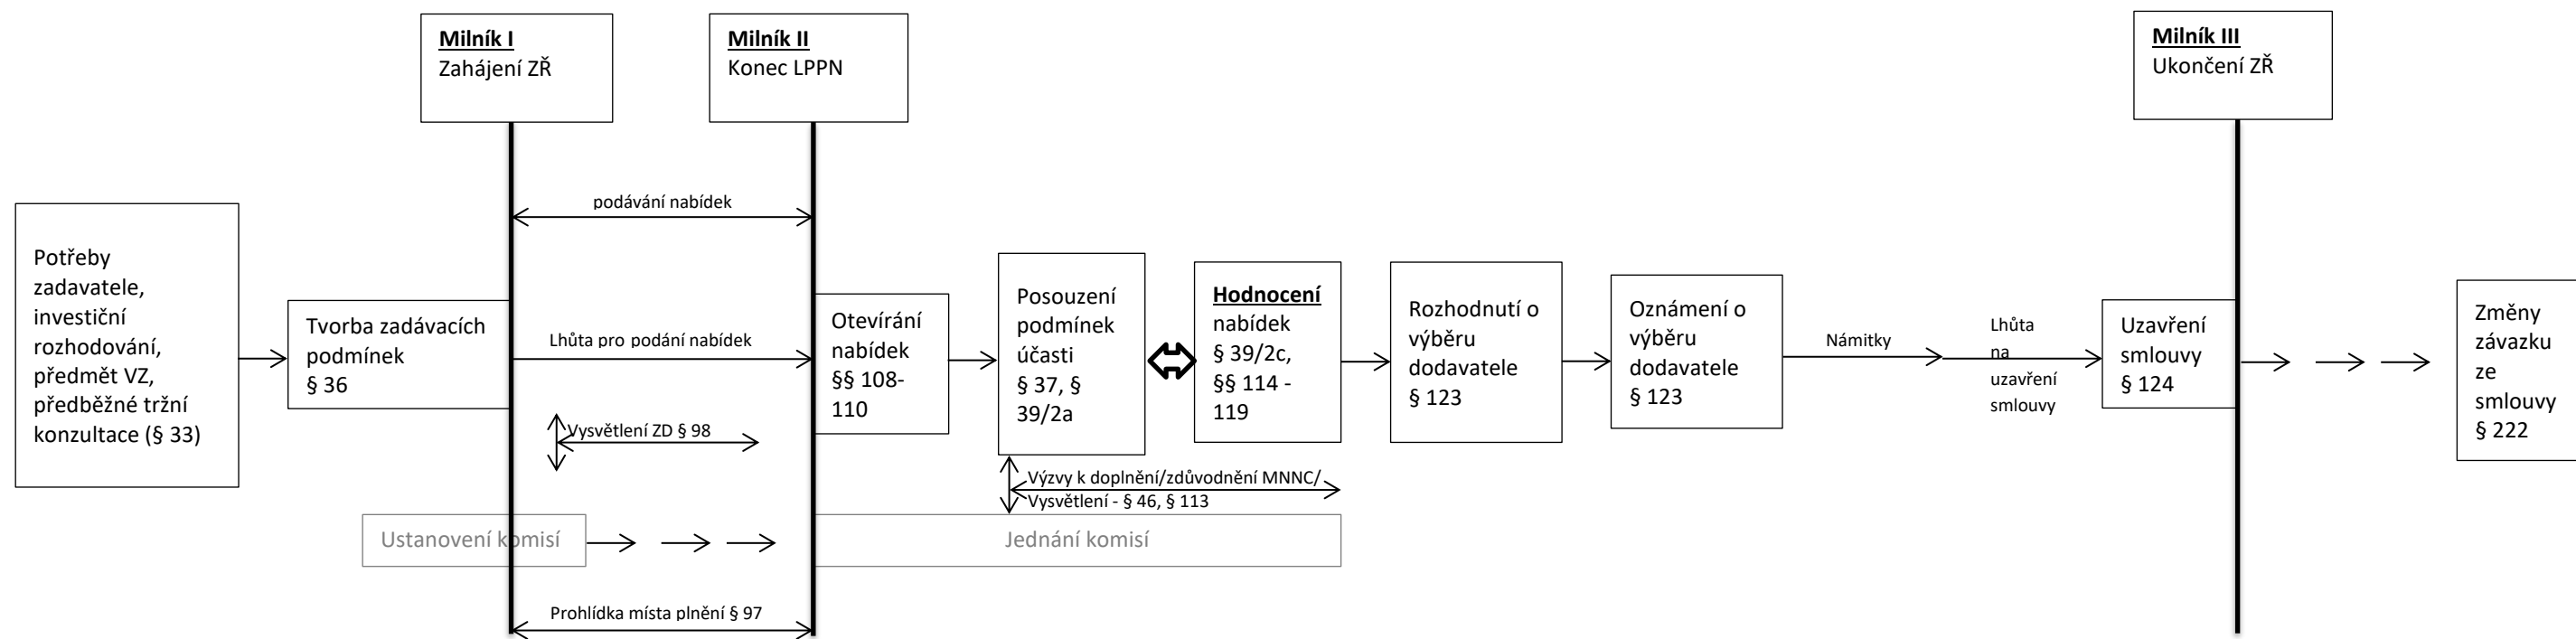 Milník I
Zahájení ZŘ
Milník II
Konec LPPN
Milník III
Ukončení ZŘ
podávání nabídek
Potřeby
zadavatele,
investiční
rozhodování,
předmět VZ,
předběžné tržní
konzultace (§ 33)
Tvorba zadávacích
podmínek
§ 36
Lhůta pro podání nabídek
Otevírání
nabídek
§§ 108-
110
Posouzení
podmínek
účasti
§ 37, §
39/2a
Hodnocení
nabídek
§ 39/2c,
§§ 114 -
119
Rozhodnutí o
výběru
dodavatele
§ 123
Oznámení o
výběru
dodavatele
§ 123
Námitky
Lhůta
na
uzavření
smlouvy
Uzavření
smlouvy
§ 124
Změny
závazku
ze
smlouvy
§ 222
Vysvětlení ZD § 98
Výzvy k doplnění/zdůvodnění MNNC/
Vysvětlení - § 46, § 113
Ustanovení komisí
Jednání komisí
Prohlídka místa plnění § 97